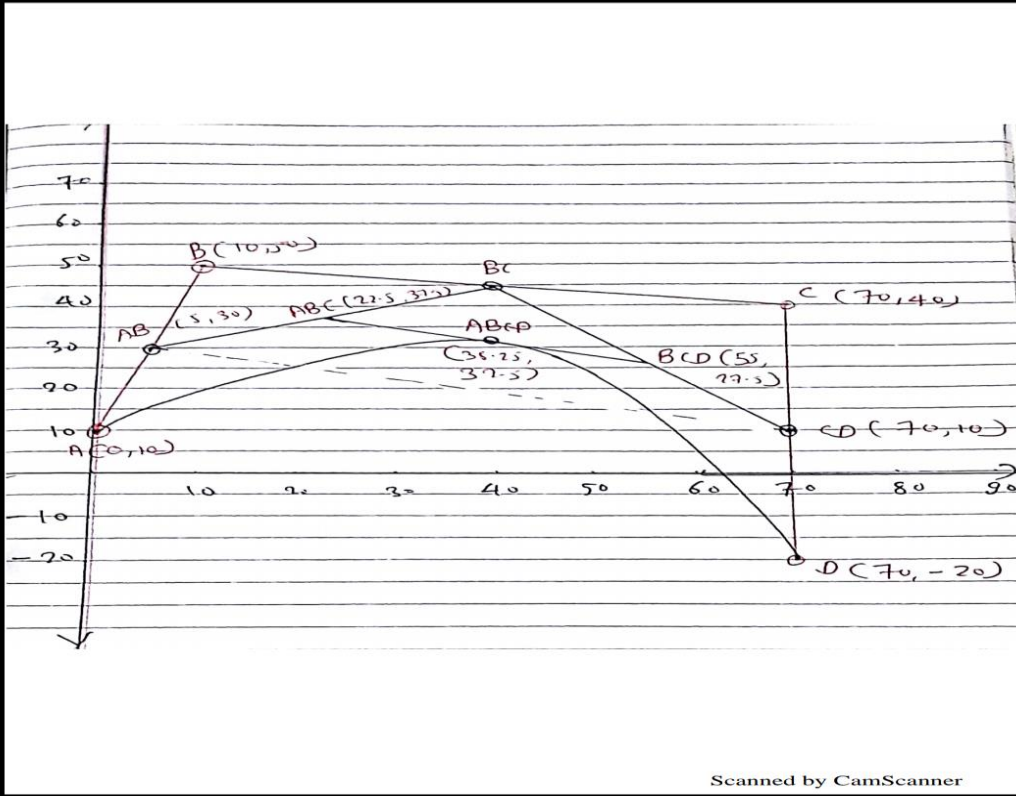 70
60
B (10,50)
50
BC
40
ABC (22.5, 37.5)
C (70,40)
AB (5, 30)
ABCD
30
(38.25,
37.5)
BCD (55,
27.5)
20
10
CD ( 70, 10)
A (0,10)
10 20 30 40 50 60 70 80 90
- 10
- 20
D (70, - 20)
Scanned by CamScanner